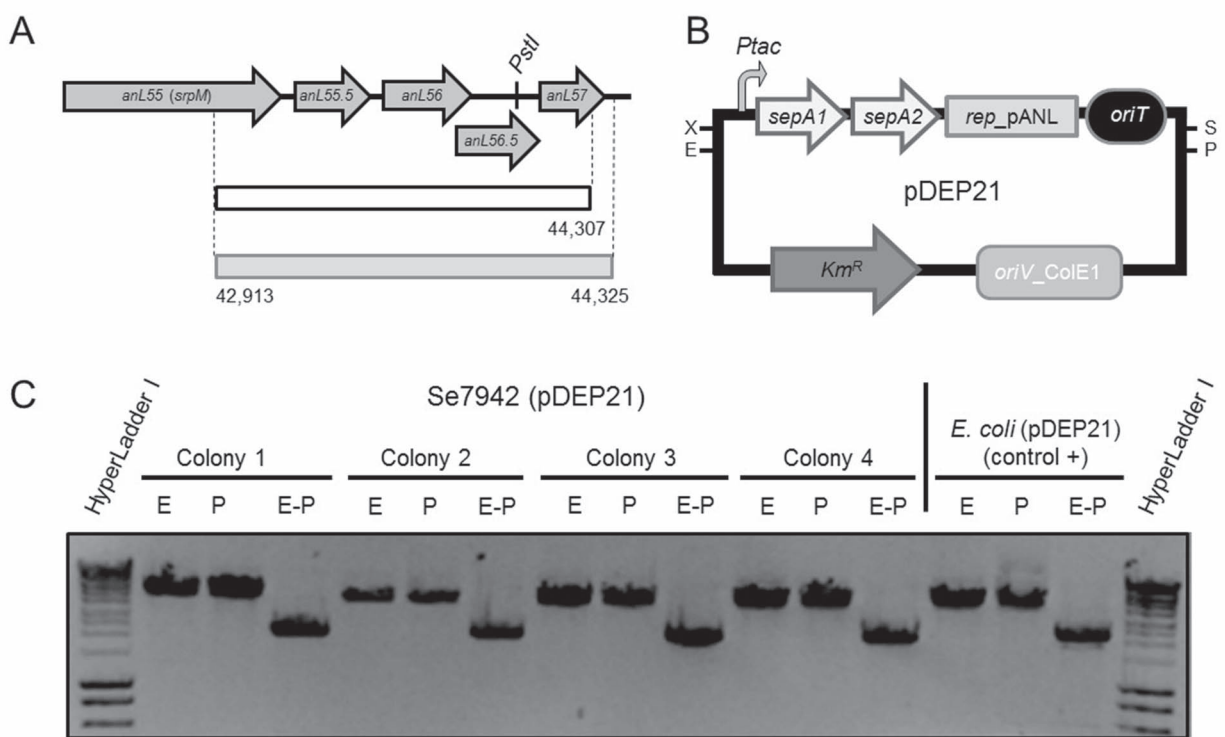 A
PstI
anL55 (srpM)
anL55.5
anL56
anL57
anL56.5
44,307
42,913
44,325
B
Ptac
sepA1
sepA2
rep_pANL
oriT
X
E
S
P
pDEP21
Km^R
oriV_ColE1
C
Se7942 (pDEP21)
HyperLadder I
Colony 1
Colony 2
Colony 3
Colony 4
E. coli (pDEP21)
(control +)
HyperLadder I
E P E-P E P E-P E P E-P E P E-P E P E-P